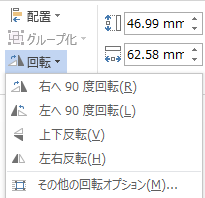 配置
グループ化
回転
46.99 mm
62.58 mm
右へ 90 度回転(R)
左へ 90 度回転(L)
上下反転(V)
左右反転(H)
その他の回転オプション(M)...